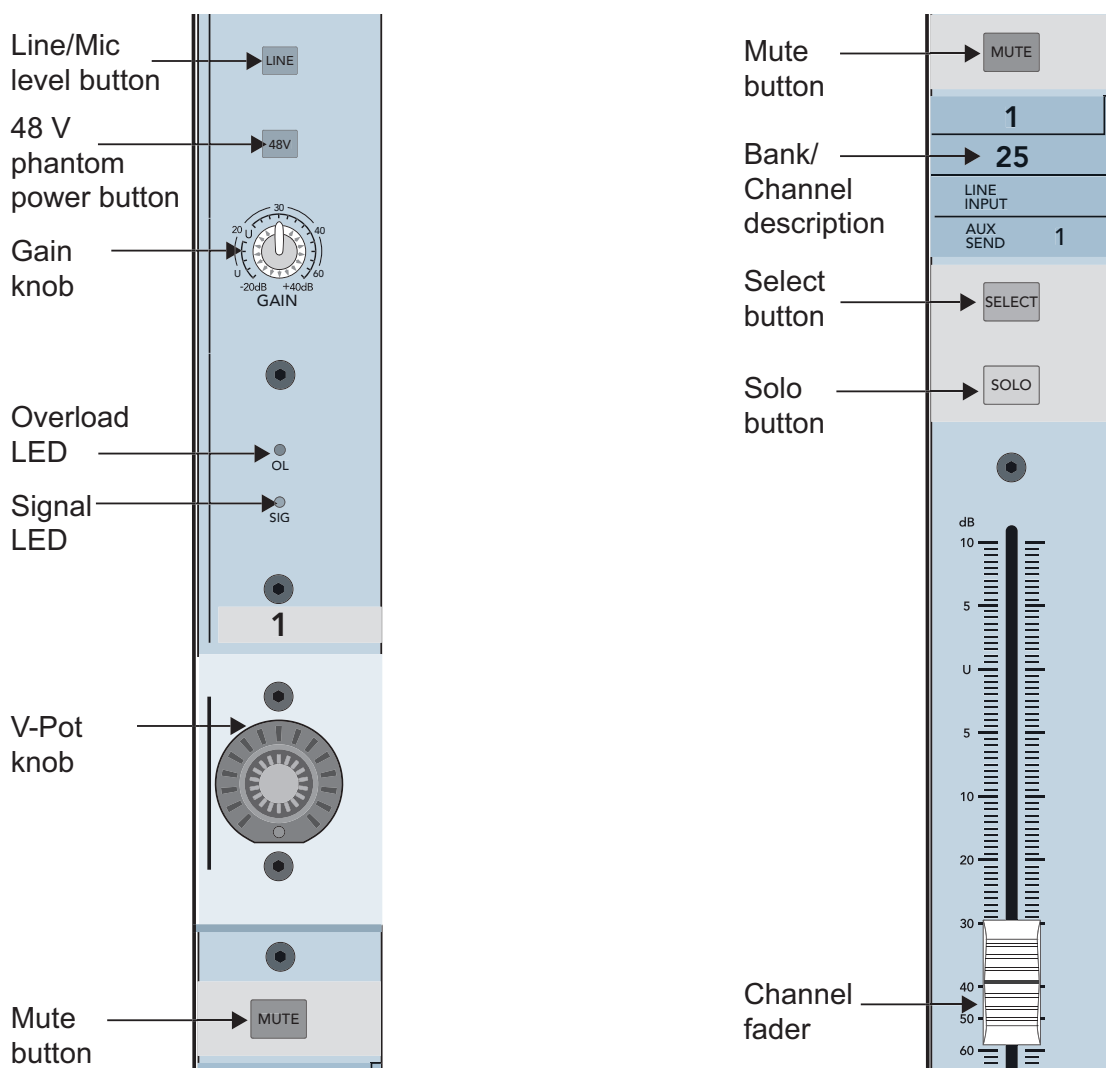 Line/Mic
level button
LINE
48 V
phantom
power button
48V
Gain
knob
30
20
U
40
U
60
-20dB
+40dB
GAIN
Overload
LED
OL
Signal
LED
SIG
1
V-Pot
knob
Mute
button
MUTE
Mute
button
MUTE
1
Bank/
Channel
description
25
LINE
INPUT
AUX
SEND
1
Select
button
SELECT
Solo
button
SOLO
dB
10
5
U
5
10
20
30
40
50
60
Channel
fader